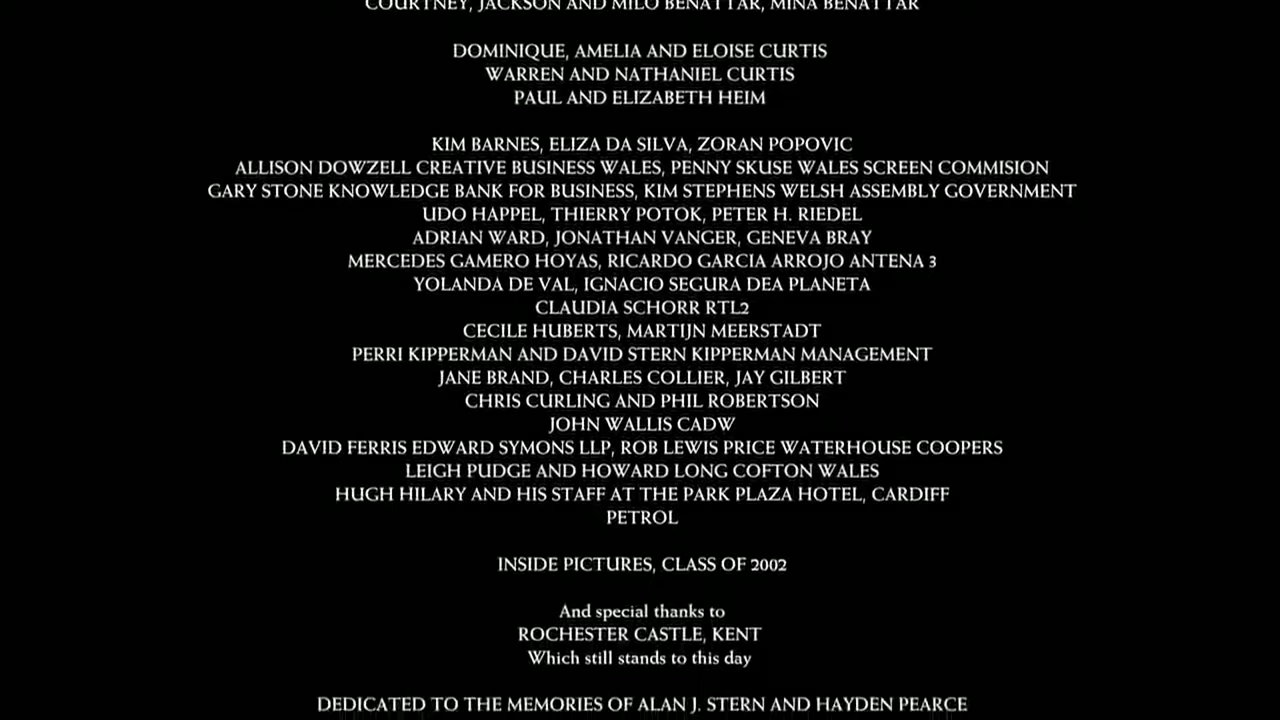 COURTNEY, JACKSON AND MILO BENATTAR, MINA BENATTAR
DOMINIQUE, AMELIA AND ELOISE CURTIS
WARREN AND NATHANIEL CURTIS
PAUL AND ELIZABETH HEIM
KIM BARNES, ELIZA DA SILVA, ZORAN POPOVIC
ALLISON DOWZELL CREATIVE BUSINESS WALES, PENNY SKUSE WALES SCREEN COMMISION
GARY STONE KNOWLEDGE BANK FOR BUSINESS, KIM STEPHENS WELSH ASSEMBLY GOVERNMENT
UDO HAPPEL, THIERRY POTOK, PETER H. RIEDEL
ADRIAN WARD, JONATHAN VANGER, GENEVA BRAY
MERCEDES GAMERO HOYAS, RICARDO GARCIA ARROJO ANTENA 3
YOLANDA DE VAL, IGNACIO SEGURA DEA PLANETA
CLAUDIA SCHORR RTL2
CECILE HUBERTS, MARTIJN MEERSTADT
PERRI KIPPERMAN AND DAVID STERN KIPPERMAN MANAGEMENT
JANE BRAND, CHARLES COLLIER, JAY GILBERT
CHRIS CURLING AND PHIL ROBERTSON
JOHN WALLIS CADW
DAVID FERRIS EDWARD SYMONS LLP, ROB LEWIS PRICE WATERHOUSE COOPERS
LEIGH PUDGE AND HOWARD LONG COFTON WALES
HUGH HILARY AND HIS STAFF AT THE PARK PLAZA HOTEL, CARDIFF
PETROL
INSIDE PICTURES, CLASS OF 2002
And special thanks to
ROCHESTER CASTLE, KENT
Which still stands to this day
DEDICATED TO THE MEMORIES OF ALAN J. STERN AND HAYDEN PEARCE